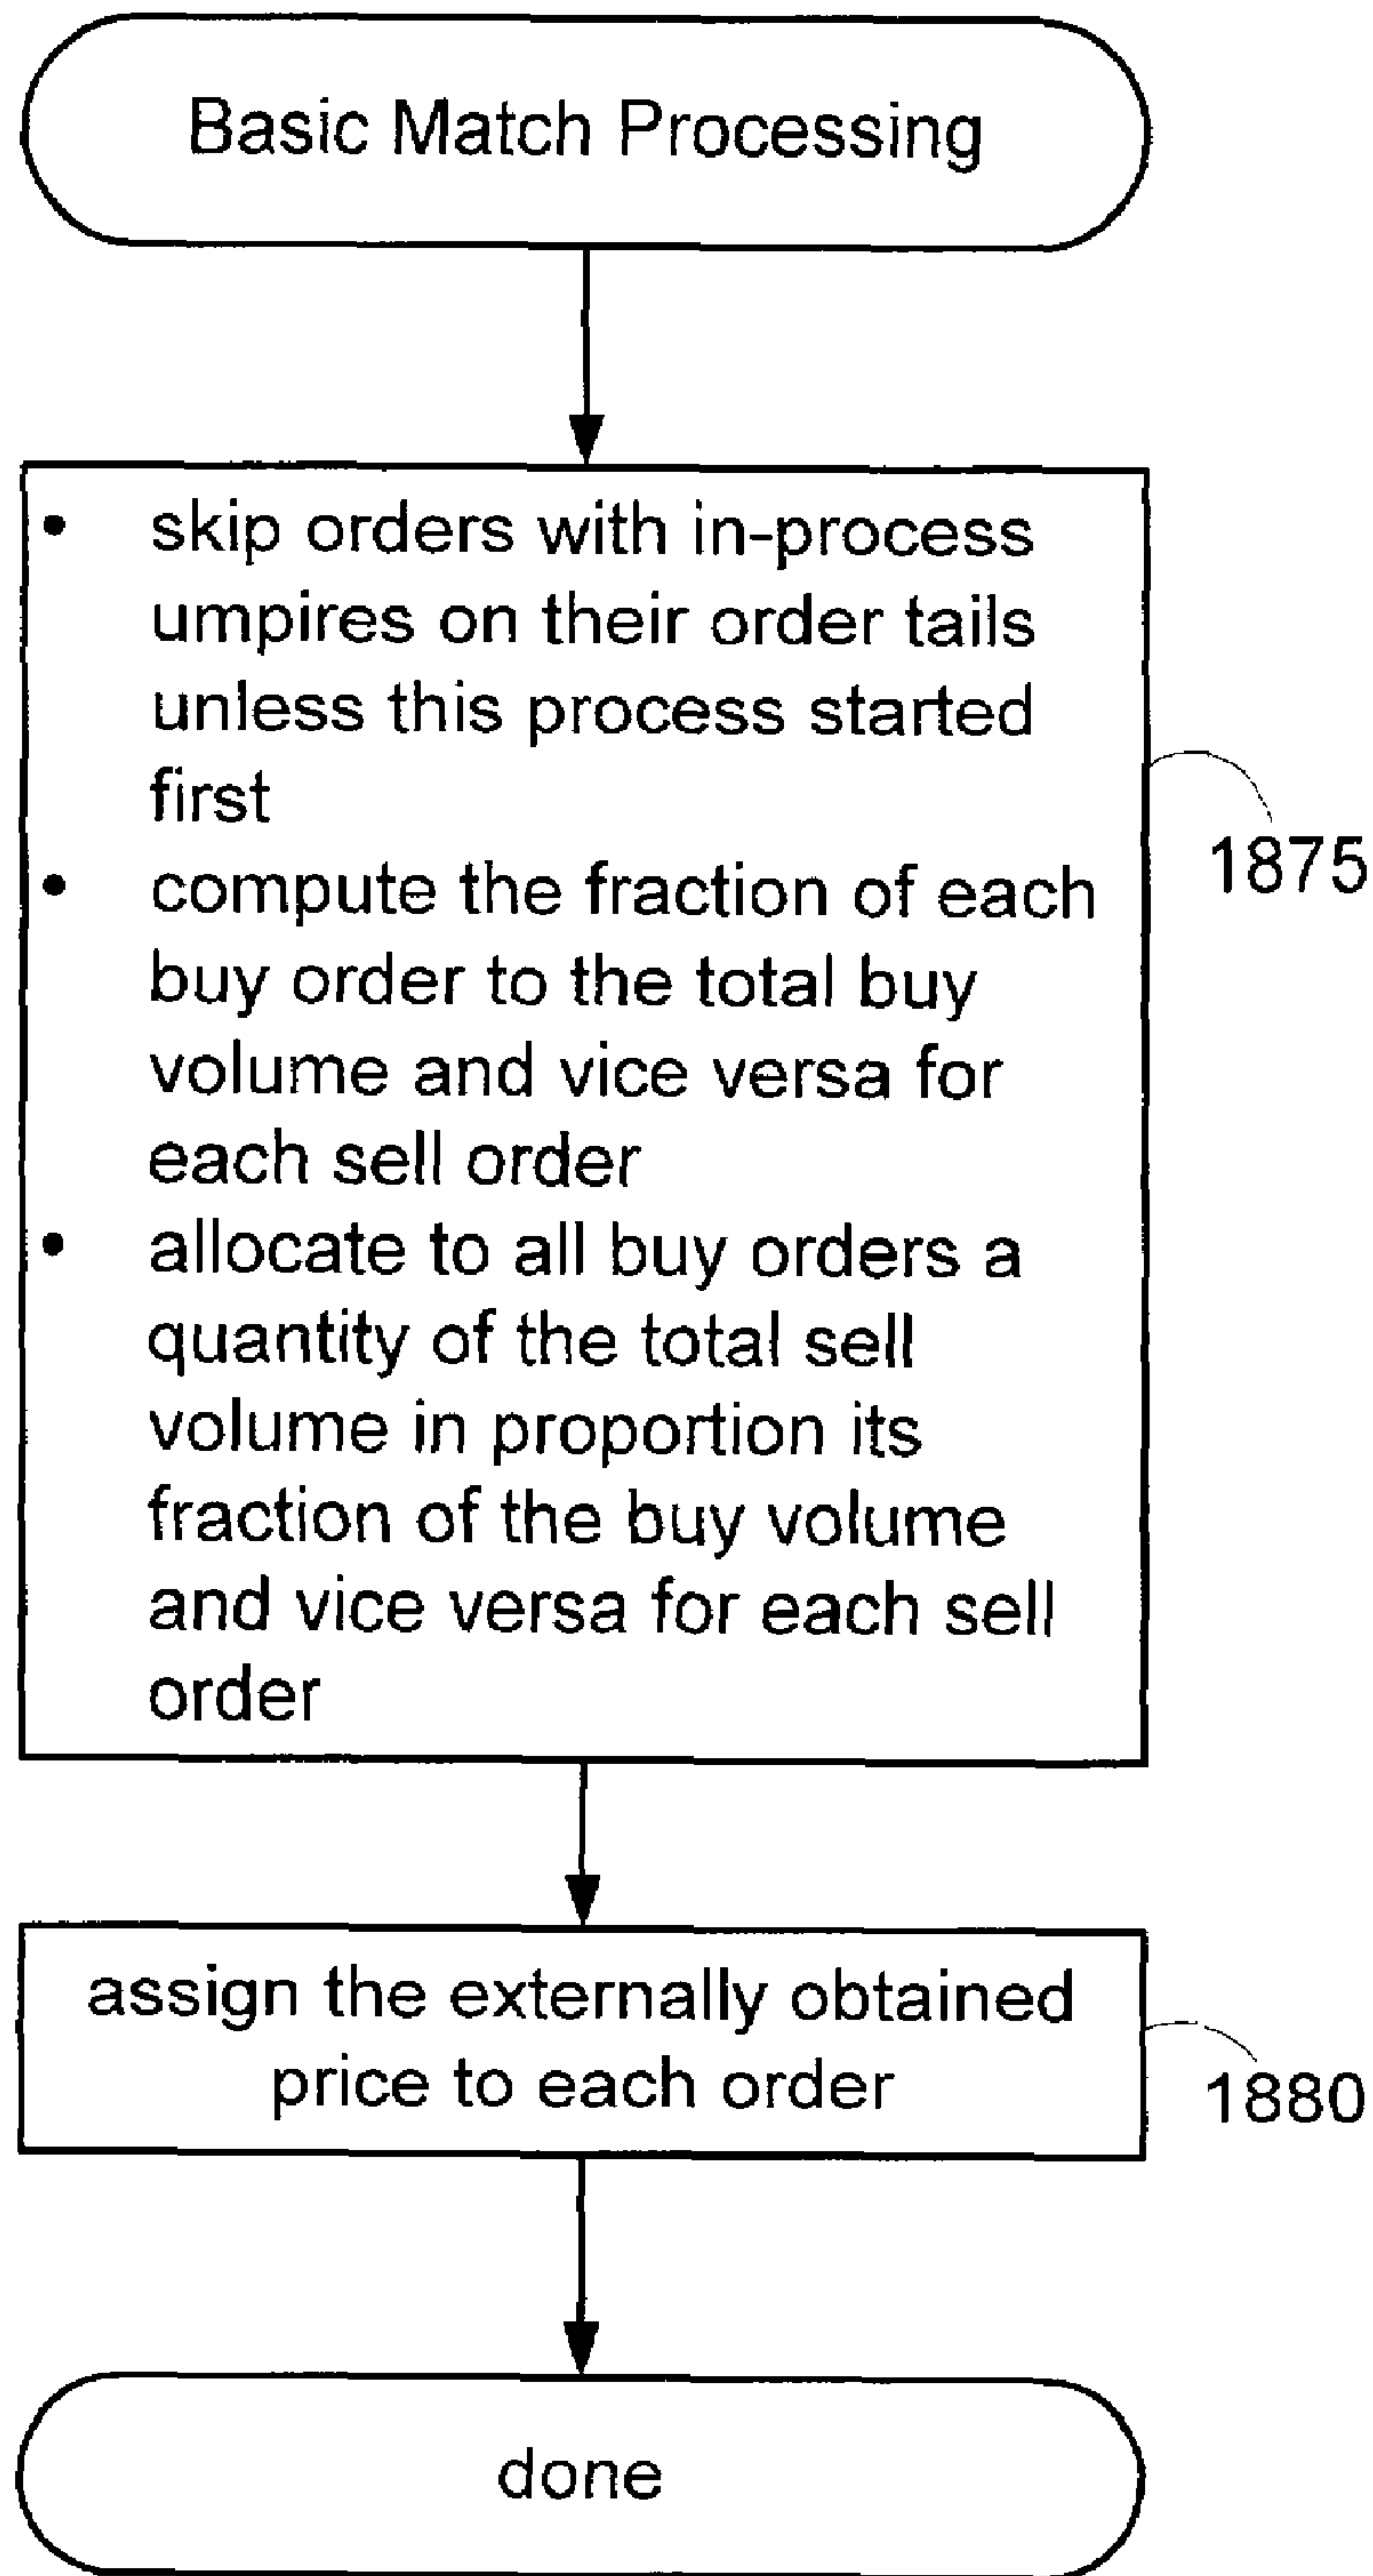 Basic Match Processing
• skip orders with in-process
umpires on their order tails
unless this process started
first
• compute the fraction of each
buy order to the total buy
volume and vice versa for
each sell order
• allocate to all buy orders a
quantity of the total sell
volume in proportion its
fraction of the buy volume
and vice versa for each sell
order
1875
assign the externally obtained
price to each order
1880
done